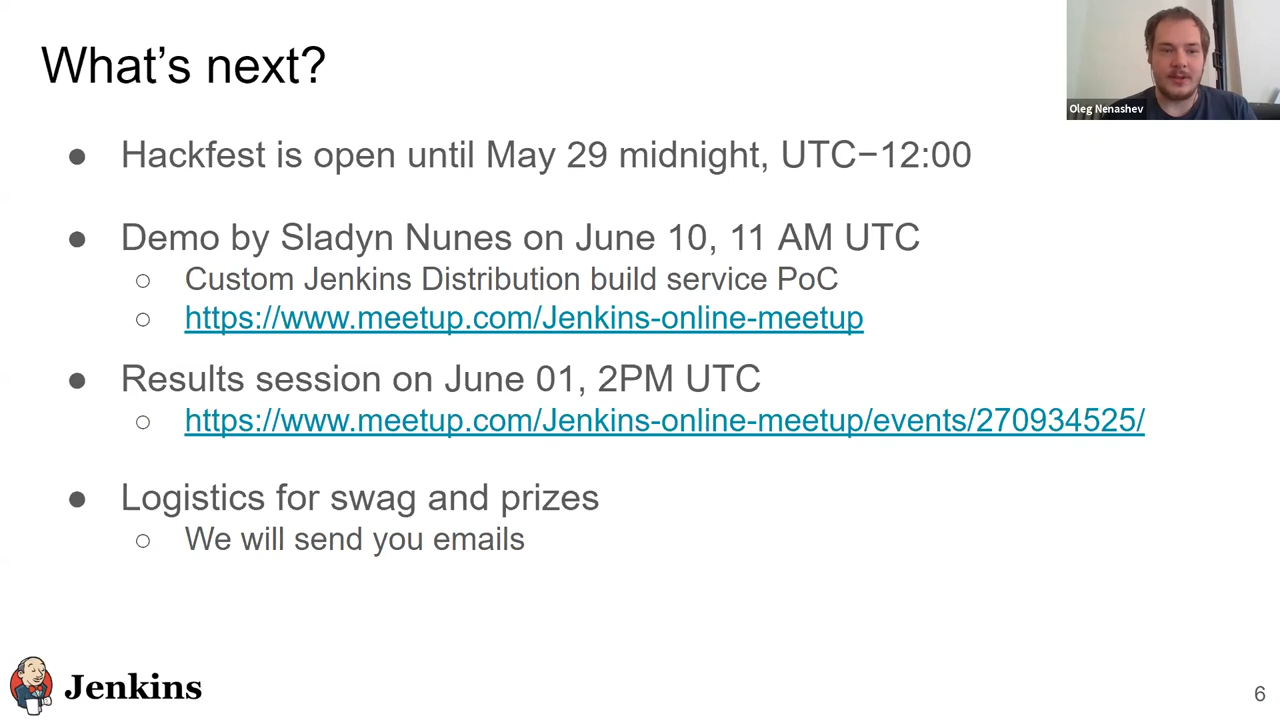 What's next?
Oleg Nenashev
● Hackfest is open until May 29 midnight, UTC−12:00
● Demo by Sladyn Nunes on June 10, 11 AM UTC
○ Custom Jenkins Distribution build service PoC
○ https://www.meetup.com/Jenkins-online-meetup
● Results session on June 01, 2PM UTC
○ https://www.meetup.com/Jenkins-online-meetup/events/270934525/
● Logistics for swag and prizes
○ We will send you emails
Jenkins
6